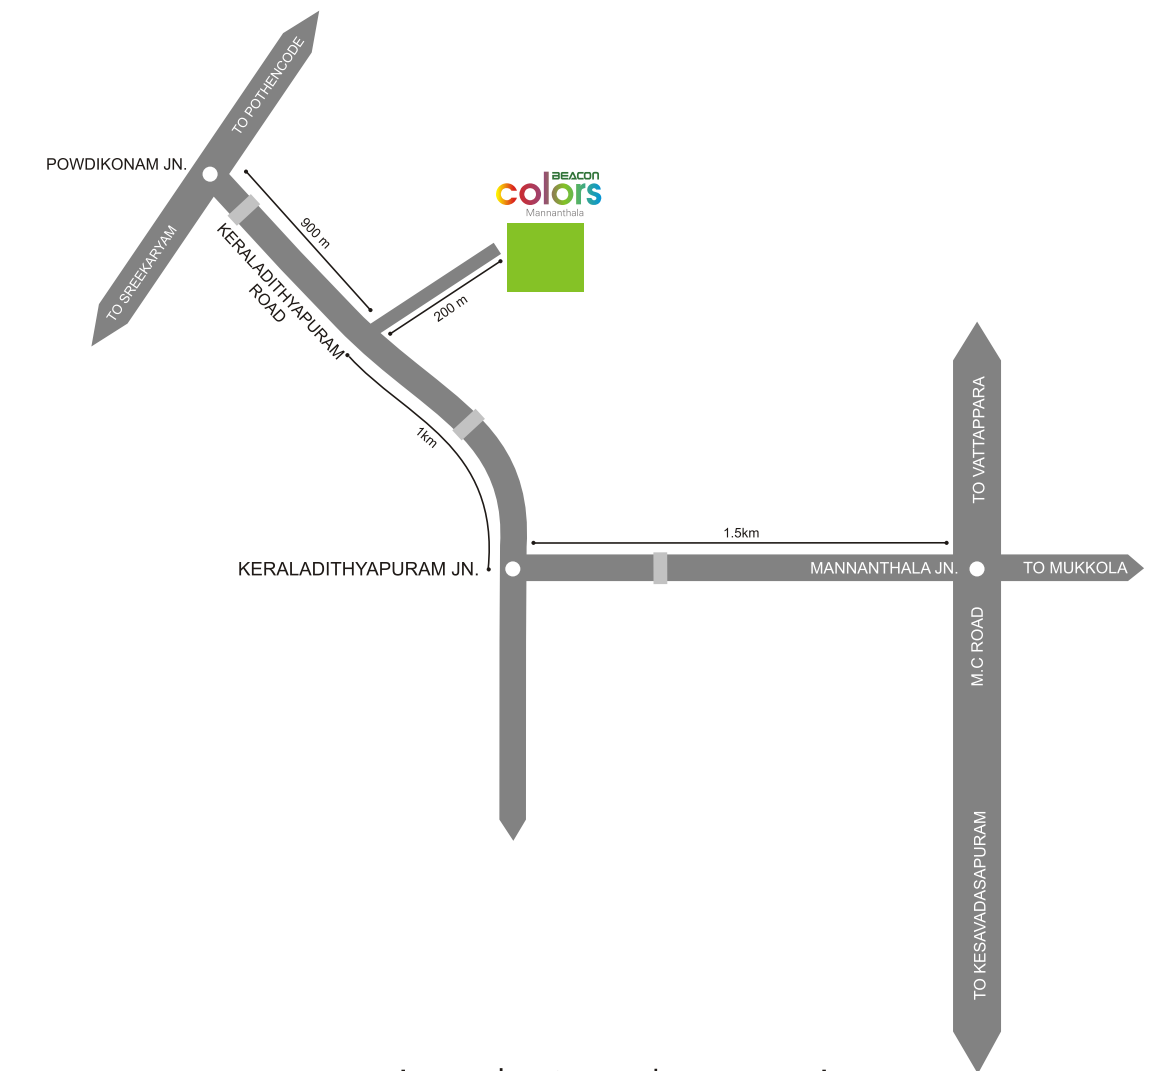 TO POTHENCODE
POWDIKONAM JN.
BEACON
colors
Mannanthala
900 m
TO SREEKARYAM
KERALADITHYAPURAM
ROAD
200 m
1km
TO VATTAPPARA
1.5km
KERALADITHYAPURAM JN.
MANNANTHALA JN.
TO MUKKOLA
M.C ROAD
TO KESAVADASAPURAM